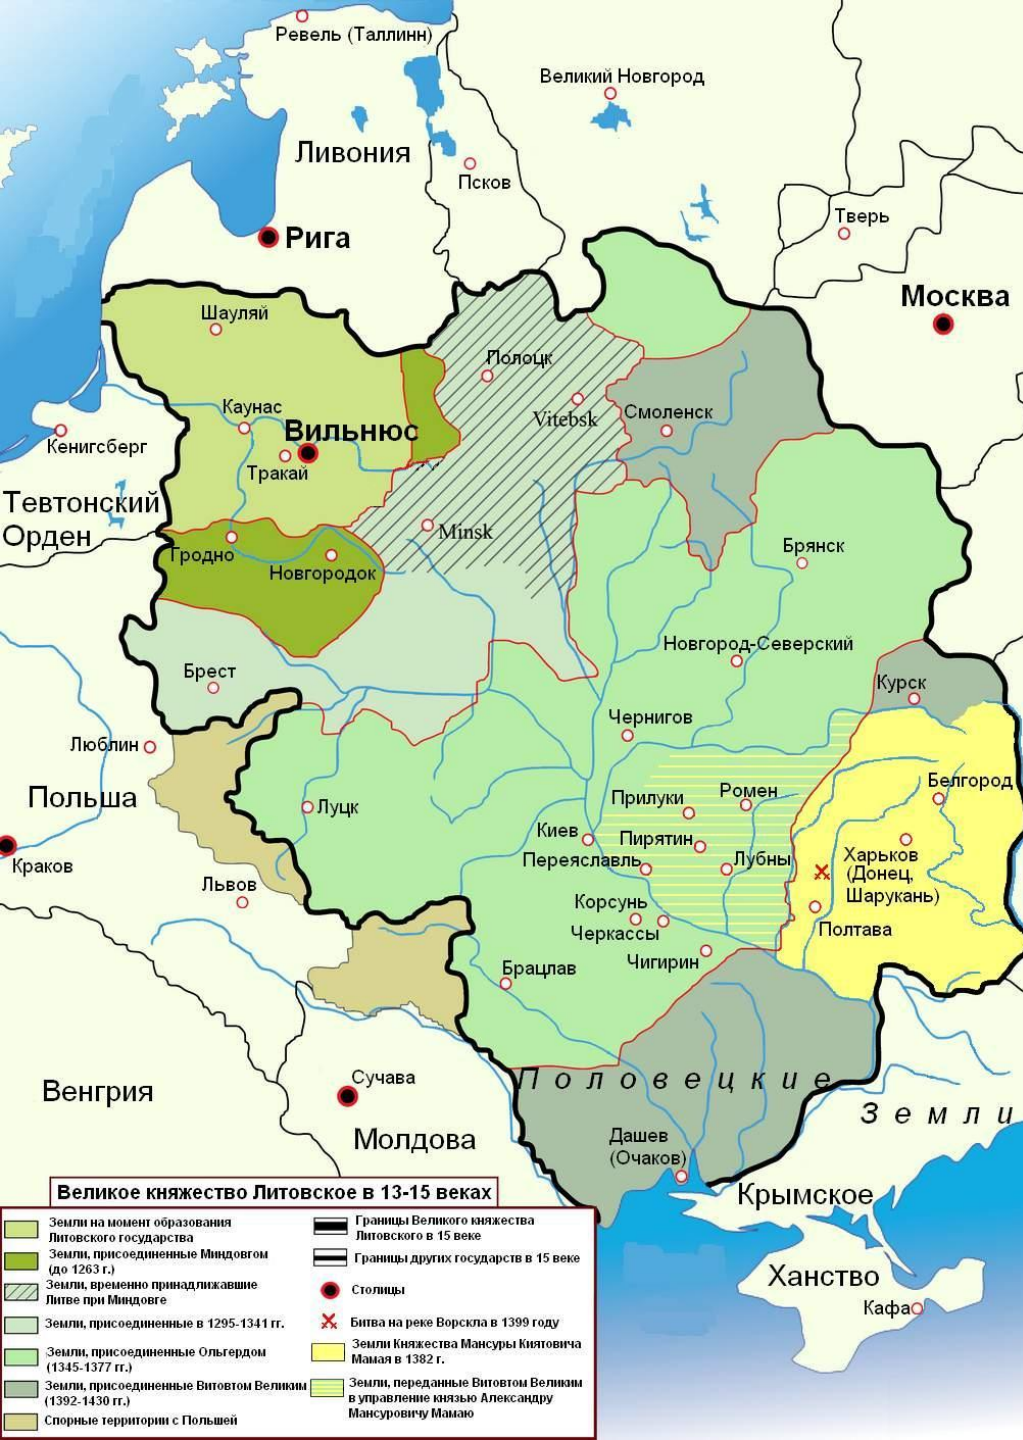 Ревель (Таллинн)
Великий Новгород
Ливония
Псков
Тверь
Рига
Москва
Шауляй
Полоцк
Каунас
Vitebsk
Смоленск
Вильнюс
Кенигсберг
Тракай
Тевтонский
Орден
Minsk
Гродно
Новгородок
Брянск
Новгород-Северский
Брест
Курск
Чернигов
Люблин
Польша
Луцк
Прилуки
Ромен
Белгород
Киев
Пирятин
Переяславль
Лубны
Харьков
(Донец,
Шарукань)
Краков
Львов
Корсунь
Черкассы
Полтава
Чигирин
Брацлав
Венгрия
Сучава
Половецкие
Земли
Молдова
Дашев
(Очаков)
Крымское
Ханство
Кафа
Великое княжество Литовское в 13-15 веках
Земли на момент образования
Литовского государства
Земли, присоединенные Миндовгом
(до 1263 г.)
Земли, временно принадлижавшие
Литве при Миндовге
Земли, присоединенные в 1295-1341 гг.
Земли, присоединенные Ольгердом
(1345-1377 гг.)
Земли, присоединенные Витовтом Великим
(1392-1430 гг.)
Спорные территории с Польшей
Границы Великого княжества
Литовского в 15 веке
Границы других государств в 15 веке
Столицы
Битва на реке Ворскла в 1399 году
Земли Княжества Мансуры Киятовича
Мамая в 1382 г.
Земли, переданные Витовтом Великим
в управление князью Александру
Мансуровичу Мамаю